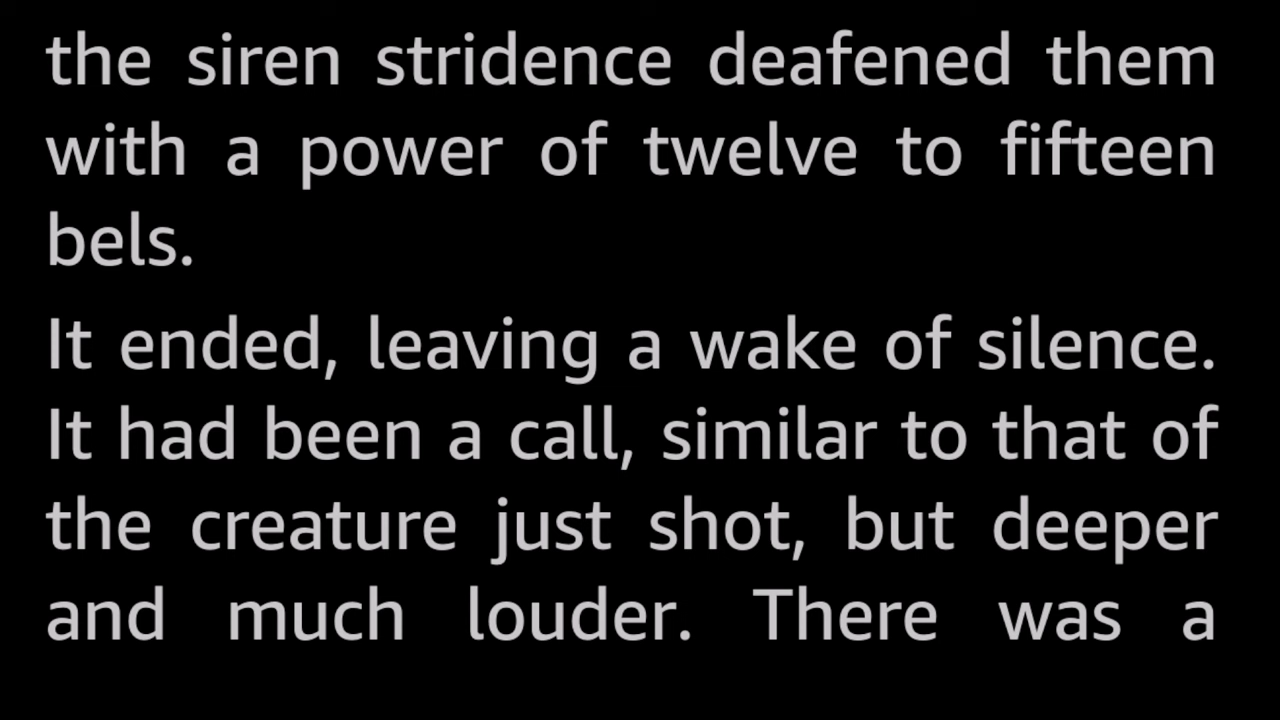 the siren stridence deafened them
with a power of twelve to fifteen
bels.
It ended, leaving a wake of silence.
It had been a call, similar to that of
the creature just shot, but deeper
and much louder. There was a